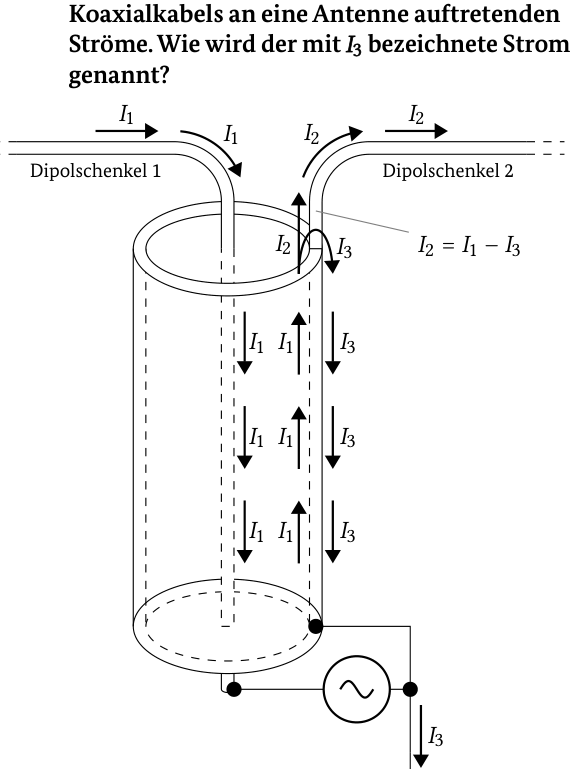 Koaxialkabels an eine Antenne auftretenden
Ströme. Wie wird der mit I₃ bezeichnete Strom
genannt?
I₁ I₁ I₂ I₂
Dipolschenkel 1 Dipolschenkel 2
I₂ I₃ I₂ = I₁ − I₃
I₁ I₁ I₃
I₁ I₁ I₃
I₁ I₁ I₃
I₃